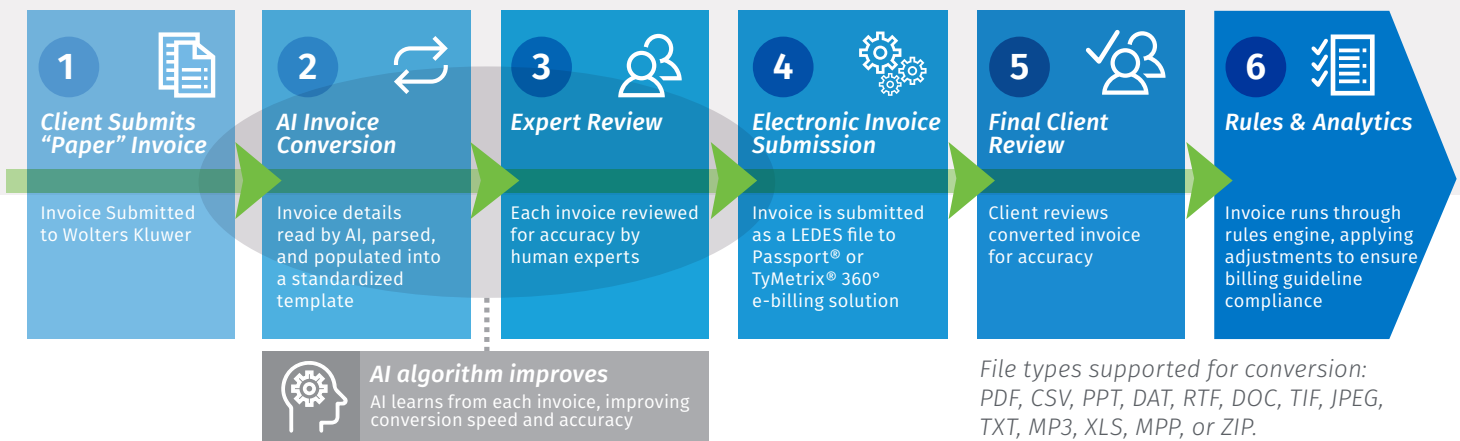 1
Client Submits
“Paper” Invoice
Invoice Submitted
to Wolters Kluwer
2
AI Invoice
Conversion
Invoice details
read by AI, parsed,
and populated into
a standardized
template
3
Expert Review
Each invoice reviewed
for accuracy by
human experts
4
Electronic Invoice
Submission
Invoice is submitted
as a LEDES file to
Passport® or
TyMetrix® 360°
e-billing solution
5
Final Client
Review
Client reviews
converted invoice
for accuracy
6
Rules & Analytics
Invoice runs through
rules engine, applying
adjustments to ensure
billing guideline
compliance
AI algorithm improves
AI learns from each invoice, improving
conversion speed and accuracy
File types supported for conversion:
PDF, CSV, PPT, DAT, RTF, DOC, TIF, JPEG,
TXT, MP3, XLS, MPP, or ZIP.